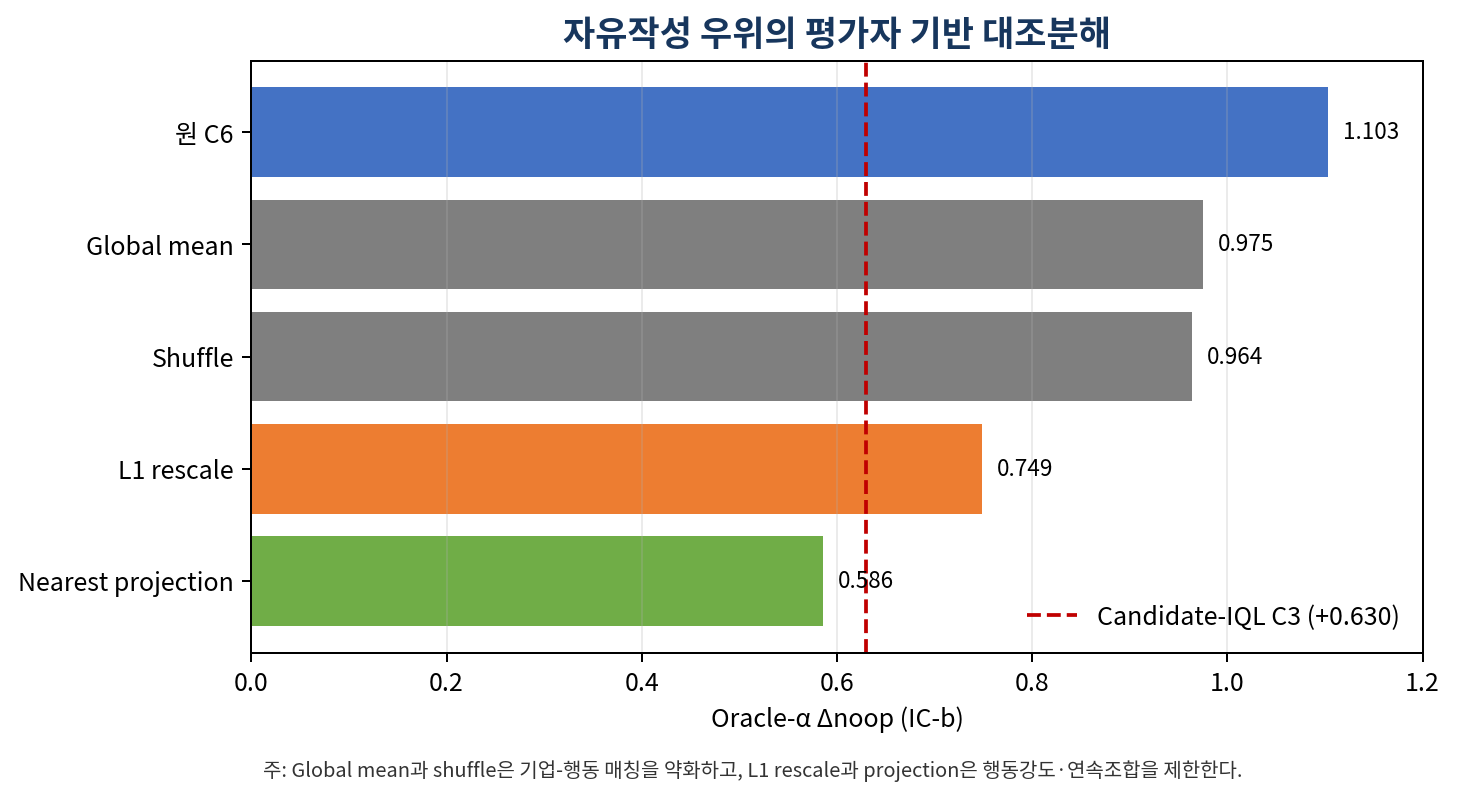 자유작성 우위의 평가자 기반 대조분해
원 C6
1.103
Global mean
0.975
Shuffle
0.964
L1 rescale
0.749
Nearest projection
0.586
Candidate-IQL C3 (+0.630)
0.0 0.2 0.4 0.6 0.8 1.0 1.2
Oracle-α Δnoop (IC-b)
주: Global mean과 shuffle은 기업-행동 매칭을 약화하고, L1 rescale과 projection은 행동강도·연속조합을 제한한다.